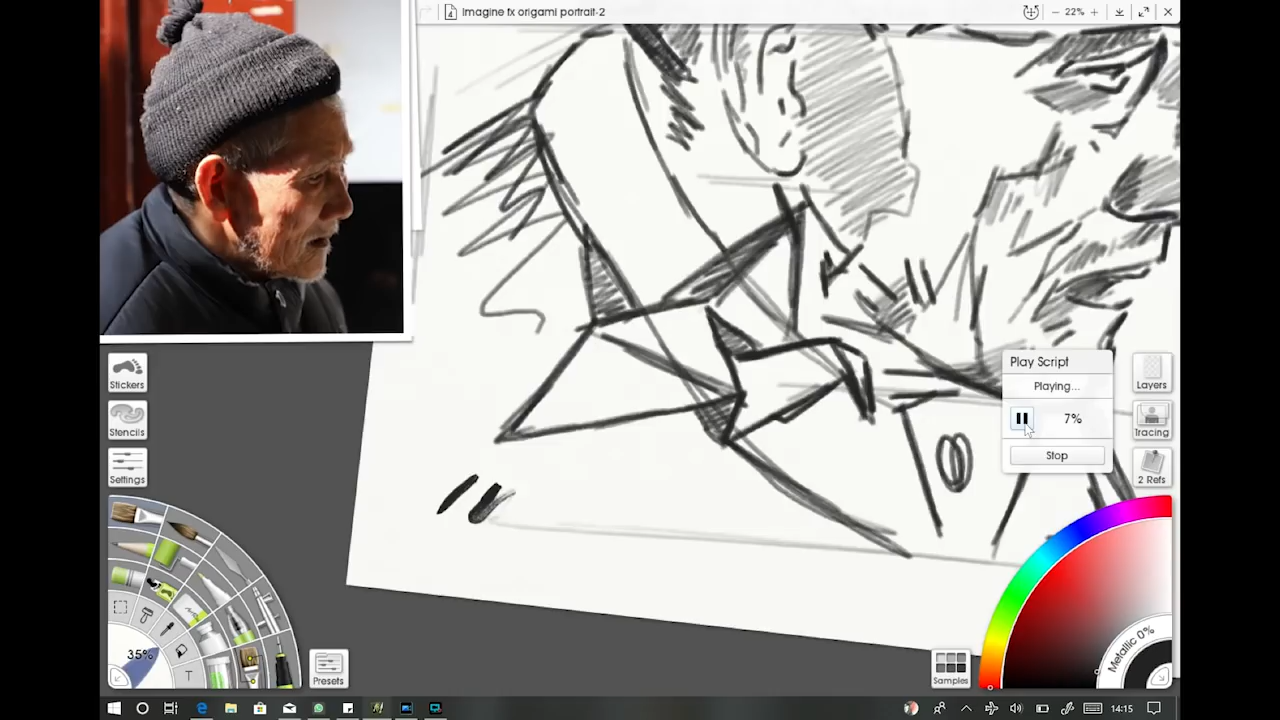 Imagine fx origami portrait-2
22%
Play Script
Playing...
7%
Stop
Stickers
Stencils
Settings
Layers
Tracing
2 Refs
35%
T
Presets
Samples
Metallic 0%
14:15